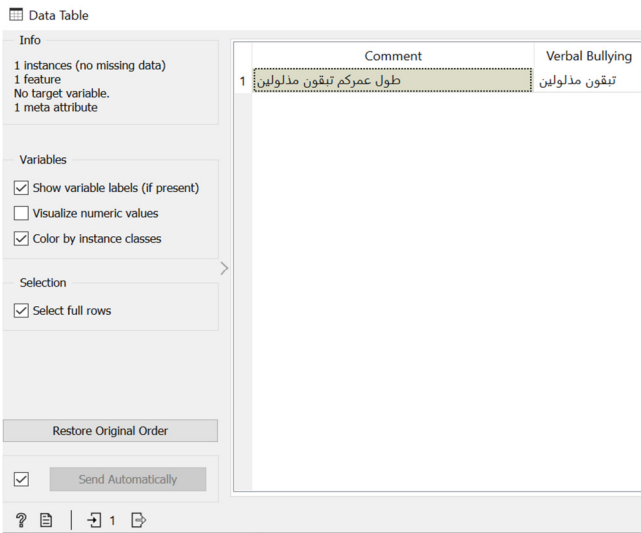 Data Table
Info
1 instances (no missing data)
1 feature
No target variable.
1 meta attribute
Variables
Show variable labels (if present)
Visualize numeric values
Color by instance classes
Selection
Select full rows
Restore Original Order
Send Automatically
? 1
Comment Verbal Bullying
1 طول عمركم تبقون مذلولين تبقون مذلولين